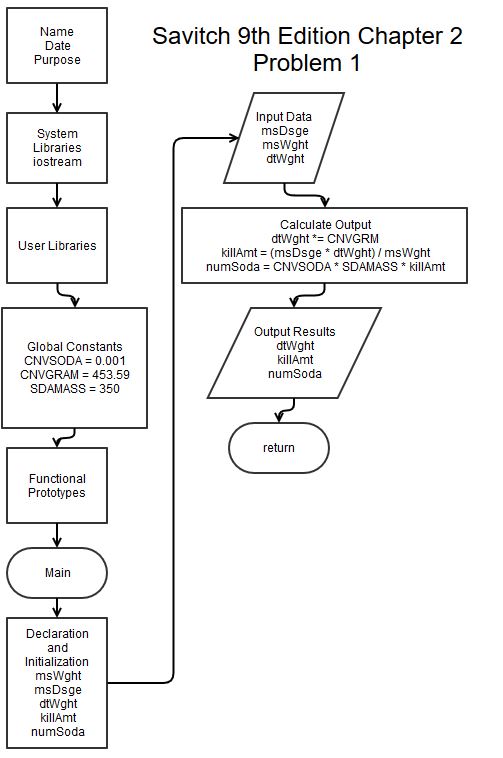 Savitch 9th Edition Chapter 2
Problem 1
Name
Date
Purpose
System
Libraries
iostream
User Libraries
Global Constants
CNVSODA = 0.001
CNVGRAM = 453.59
SDAMASS = 350
Functional
Prototypes
Main
Declaration
and
Initialization
msWght
msDsge
dtWght
killAmt
numSoda
Input Data
msDsge
msWght
dtWght
Calculate Output
dtWght *= CNVGRM
killAmt = (msDsge * dtWght) / msWght
numSoda = CNVSODA * SDAMASS * killAmt
Output Results
dtWght
killAmt
numSoda
return